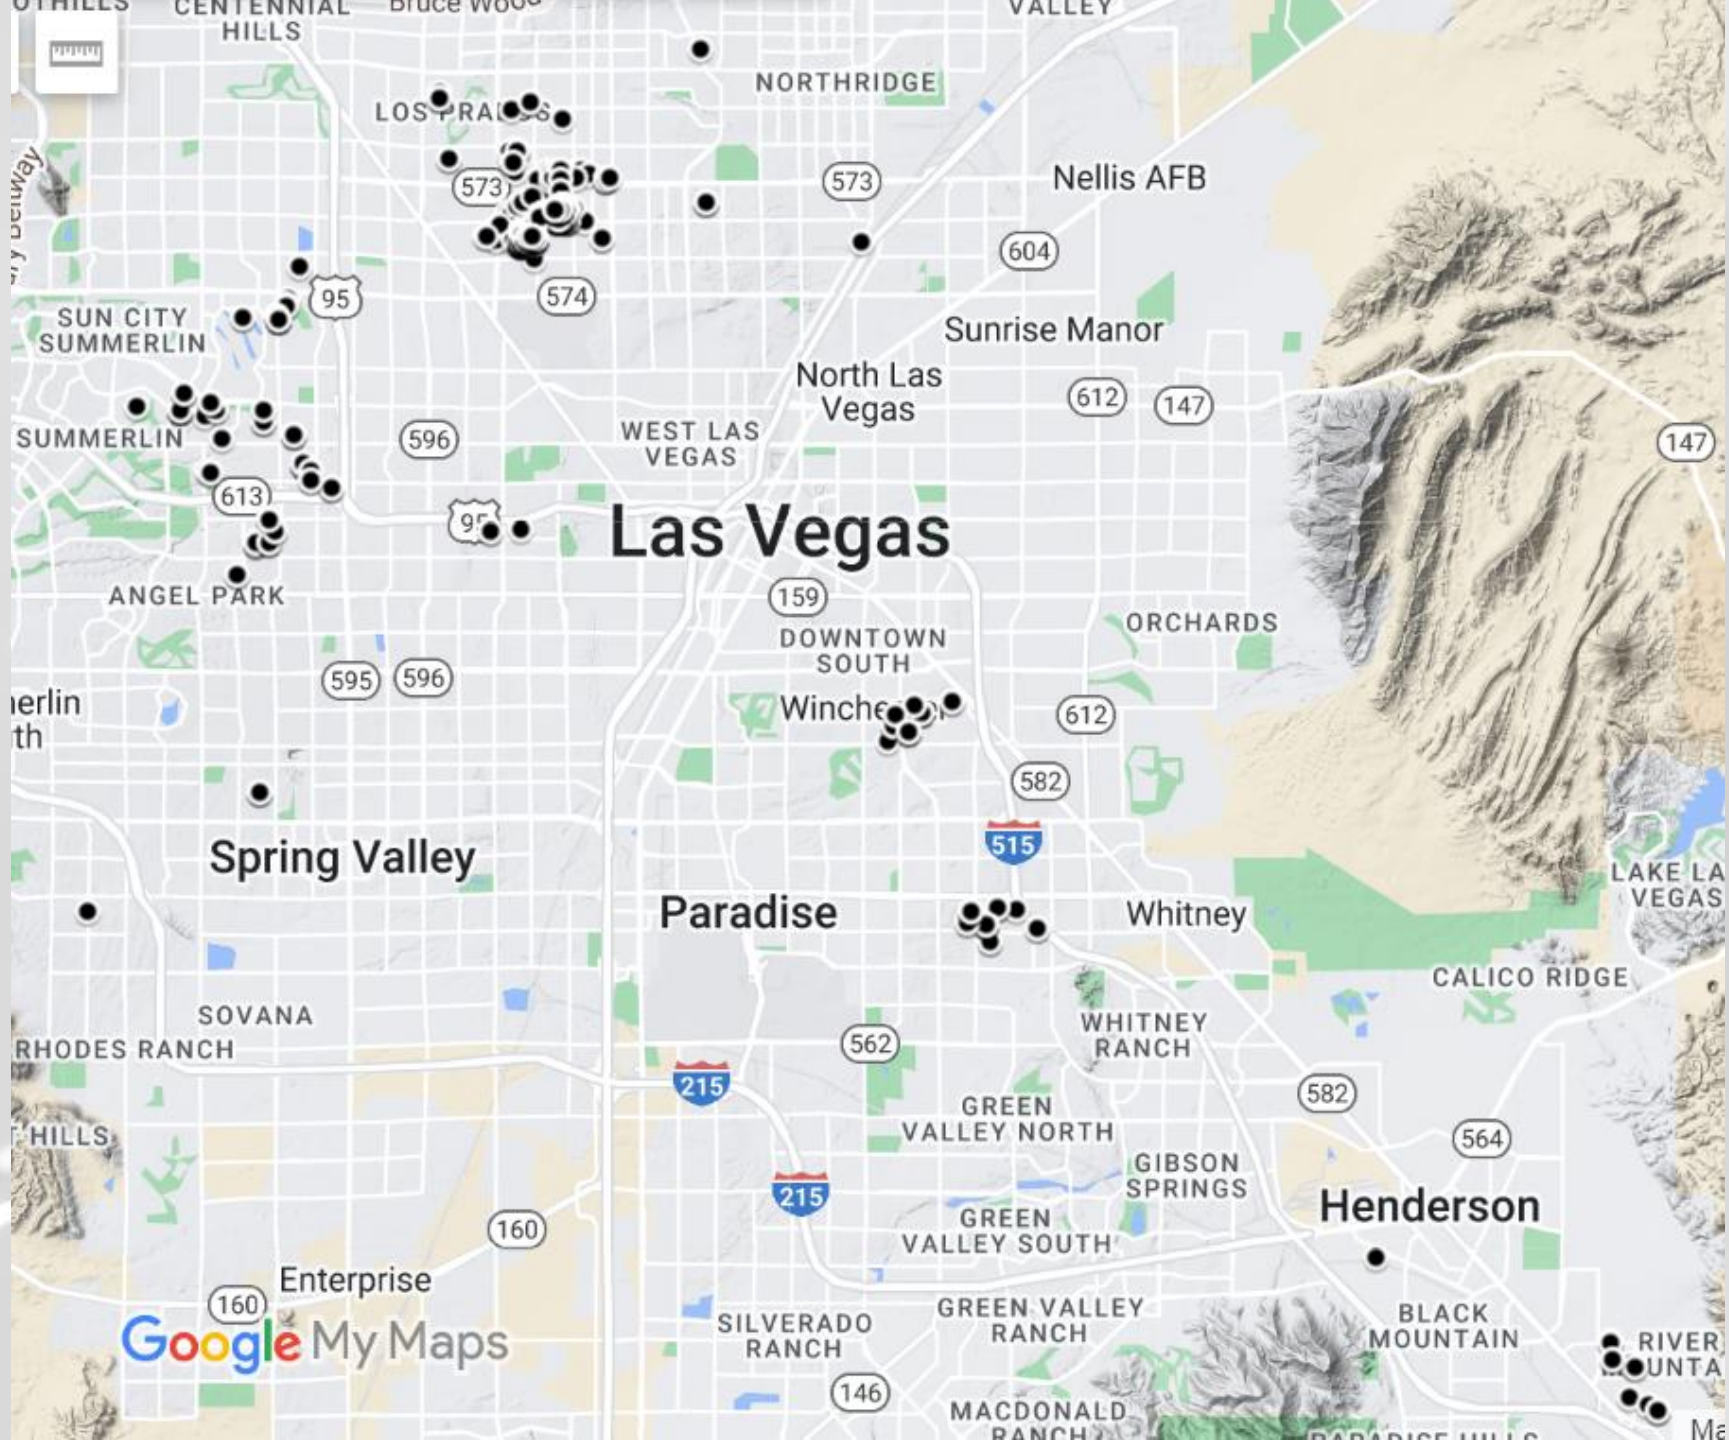 CENTENNIAL
HILLS
VALLEY
NORTHRIDGE
573
573
Nellis AFB
604
95
574
SUN CITY
SUMMERLIN
Sunrise Manor
North Las
Vegas
612
147
SUMMERLIN
596
WEST LAS
VEGAS
147
613
Las Vegas
ANGEL PARK
159
ORCHARDS
DOWNTOWN
SOUTH
595
596
612
582
515
Spring Valley
LAKE LA
VEGAS
Paradise
Whitney
CALICO RIDGE
SOVANA
WHITNEY
RANCH
RHODES RANCH
562
215
582
GREEN
VALLEY NORTH
564
HILLS
GIBSON
SPRINGS
215
Henderson
160
GREEN
VALLEY SOUTH
Enterprise
160
GREEN VALLEY
RANCH
BLACK
MOUNTAIN
SILVERADO
RANCH
Google My Maps
RIVER
146
MACDONALD
RANCH
PARADISE HILLS